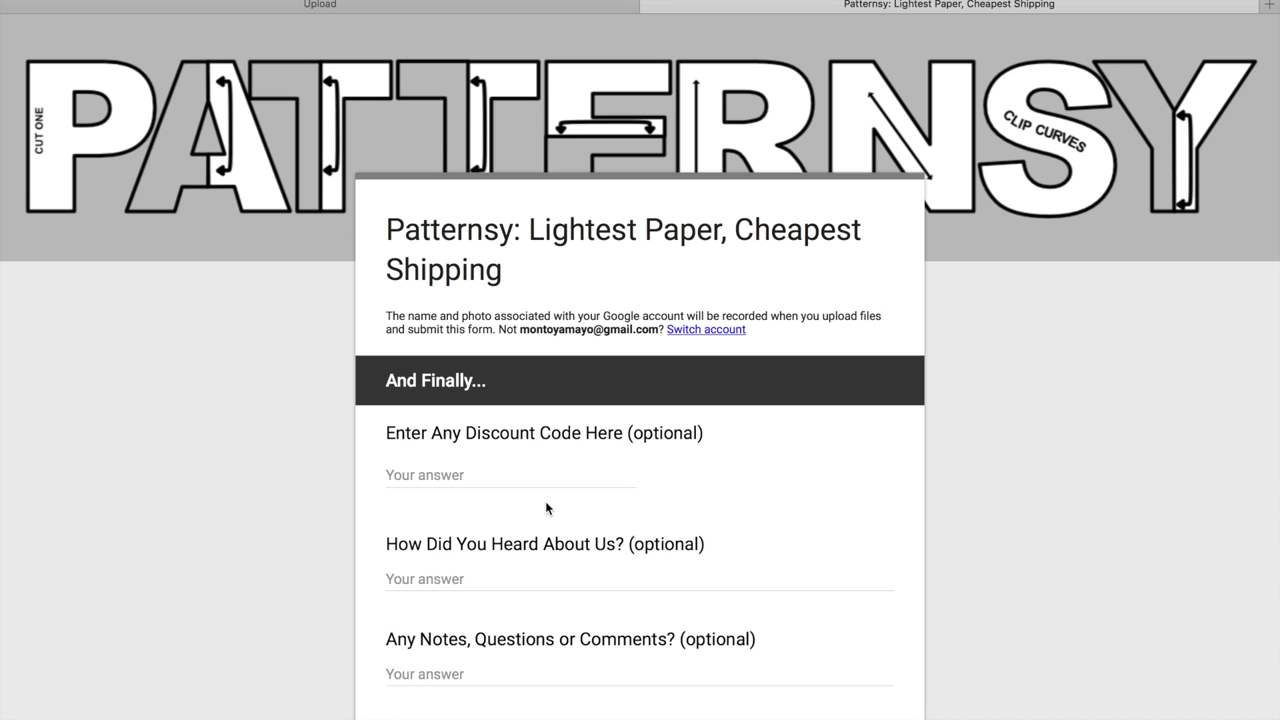 Upload
Patternsy: Lightest Paper, Cheapest Shipping
+
PATTERNSY
CUT ONE
CLIP CURVES
Patternsy: Lightest Paper, Cheapest
Shipping
The name and photo associated with your Google account will be recorded when you upload files
and submit this form. Not montoyamayo@gmail.com? Switch account
And Finally...
Enter Any Discount Code Here (optional)
Your answer
How Did You Heard About Us? (optional)
Your answer
Any Notes, Questions or Comments? (optional)
Your answer